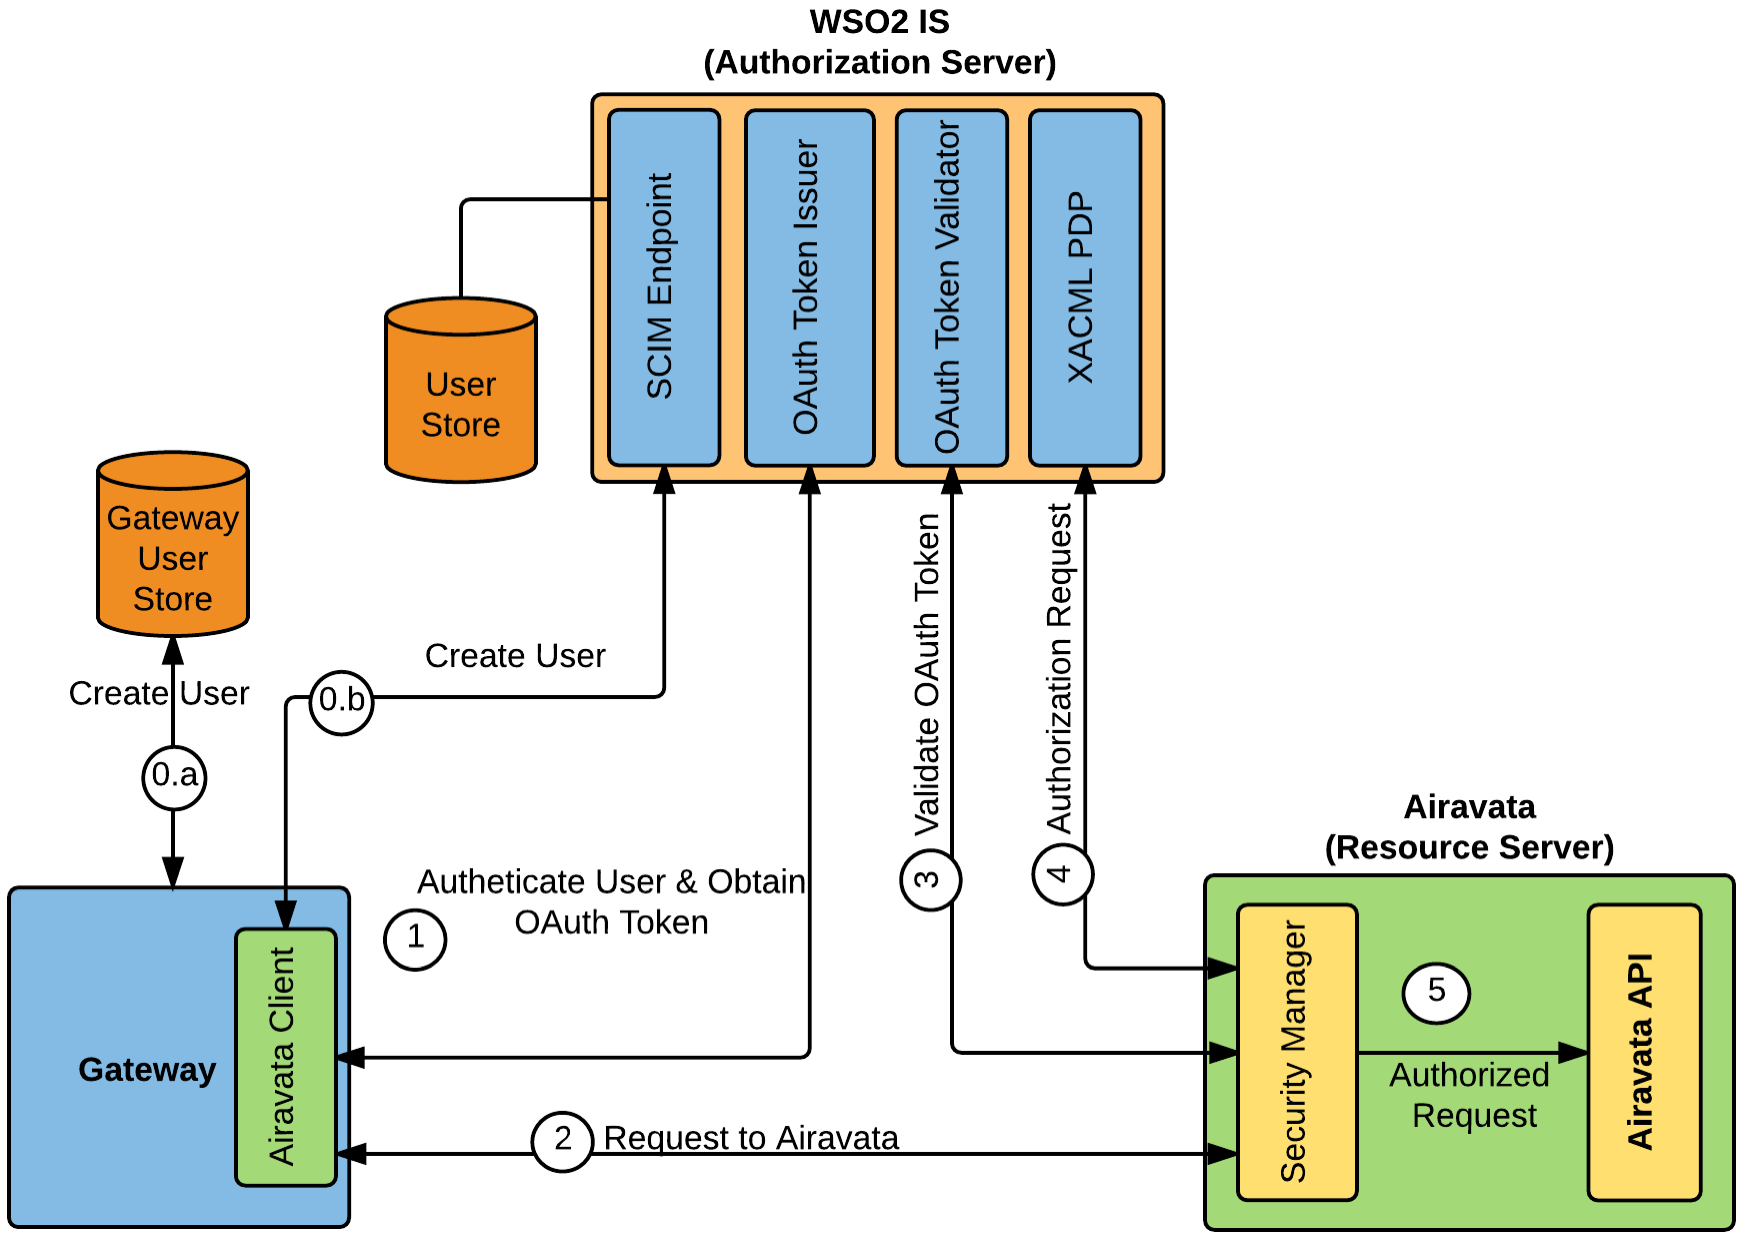 WSO2 IS
(Authorization Server)
SCIM Endpoint
OAuth Token Issuer
OAuth Token Validator
XACML PDP
User
Store
Gateway
User
Store
Create User
0.a
0.b
Create User
Validate OAuth Token
3
Authorization Request
4
Autheticate User & Obtain
OAuth Token
1
Gateway
Airavata Client
2
Request to Airavata
Airavata
(Resource Server)
Security Manager
5
Authorized
Request
Airavata API